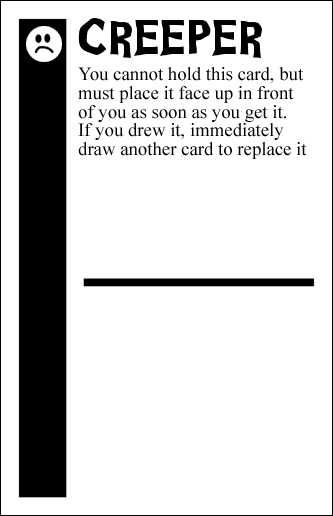 CREEPER
You cannot hold this card, but
must place it face up in front
of you as soon as you get it.
If you drew it, immediately
draw another card to replace it